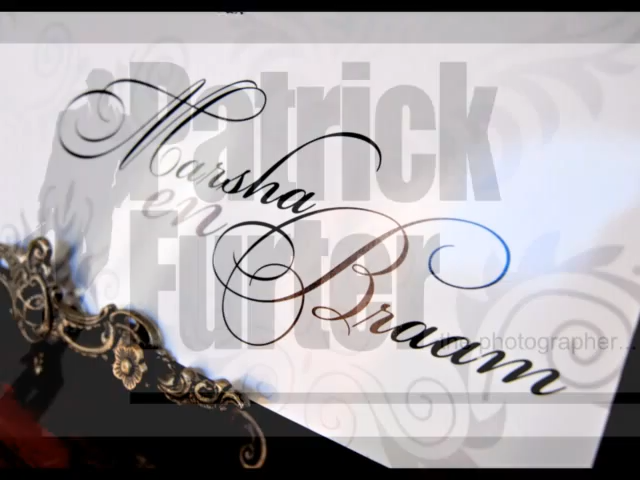 Patrick
Furter
the photographer...
Marsha
en
Braam